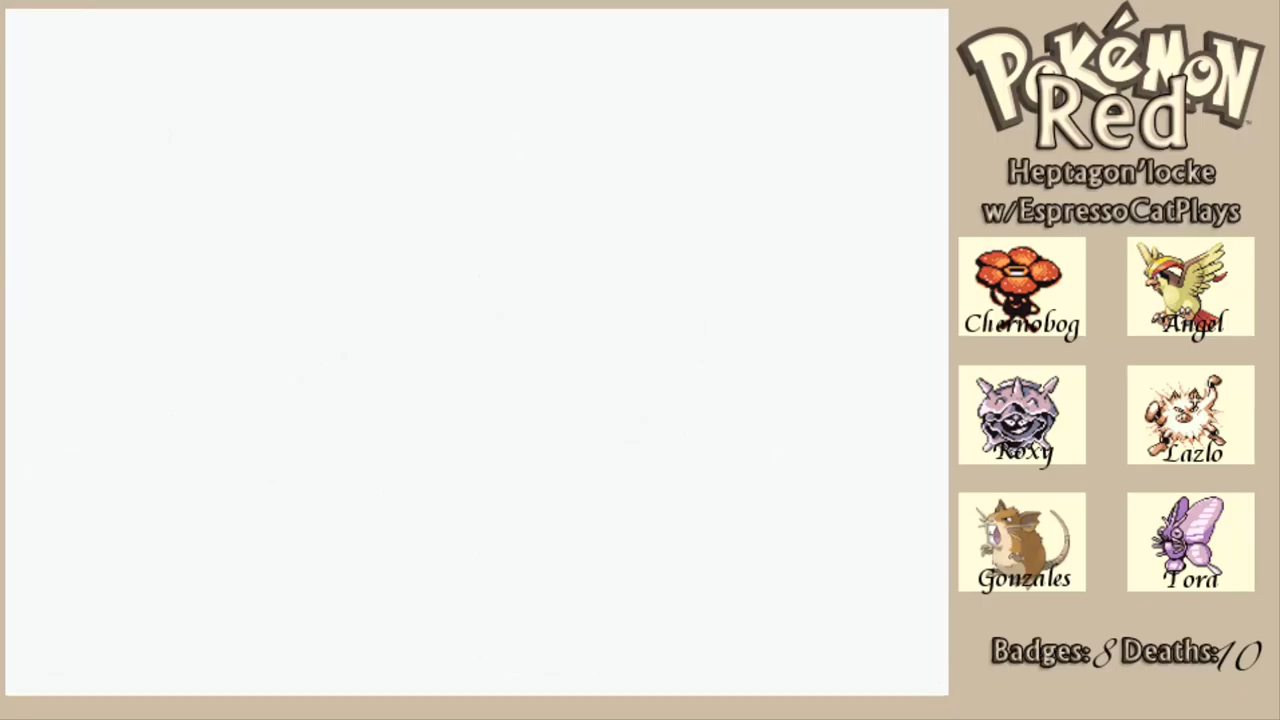 POKéMON
Red
Heptagon'locke
w/EspressoCatPlays
Chernobog
Angel
Roxy
Lazlo
Gonzales
Tora
Badges: 8 Deaths: 10